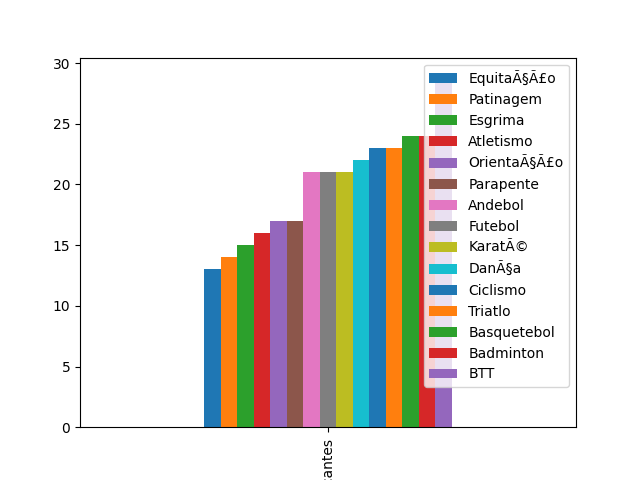 30
25
20
15
10
5
0
EquitaÃ§Ã£o
Patinagem
Esgrima
Atletismo
OrientaÃ§Ã£o
Parapente
Andebol
Futebol
KaratÃ©
DanÃ§a
Ciclismo
Triatlo
Basquetebol
Badminton
BTT